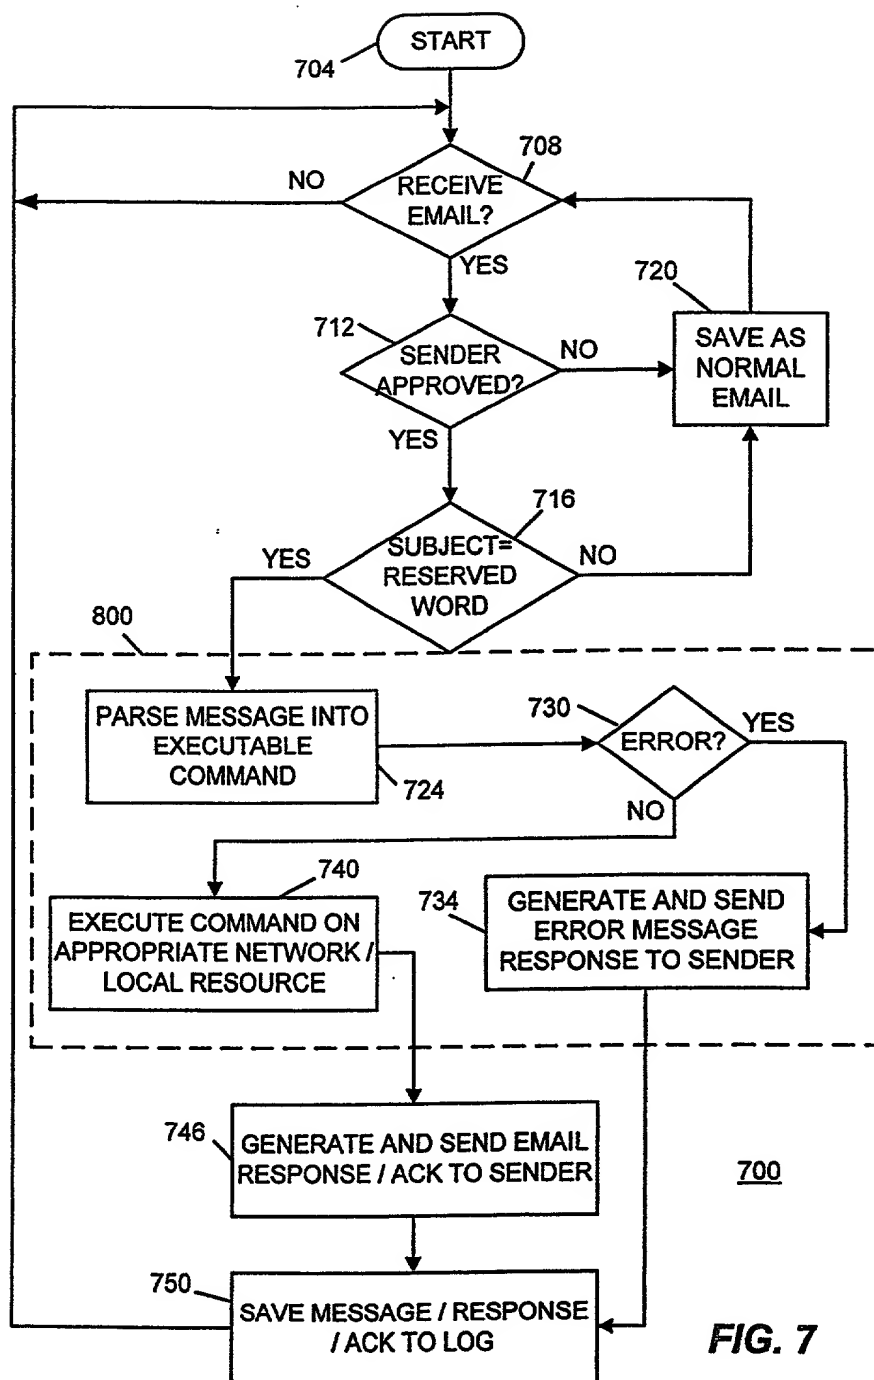 START
704
708
NO
RECEIVE
EMAIL?
YES
720
712
SENDER
APPROVED?
NO
SAVE AS
NORMAL
EMAIL
YES
716
YES
SUBJECT=
RESERVED
WORD
NO
800
PARSE MESSAGE INTO
EXECUTABLE
COMMAND
724
730
ERROR?
YES
NO
740
EXECUTE COMMAND ON
APPROPRIATE NETWORK /
LOCAL RESOURCE
734
GENERATE AND SEND
ERROR MESSAGE
RESPONSE TO SENDER
746
GENERATE AND SEND EMAIL
RESPONSE / ACK TO SENDER
700
750
SAVE MESSAGE / RESPONSE
/ ACK TO LOG
FIG. 7